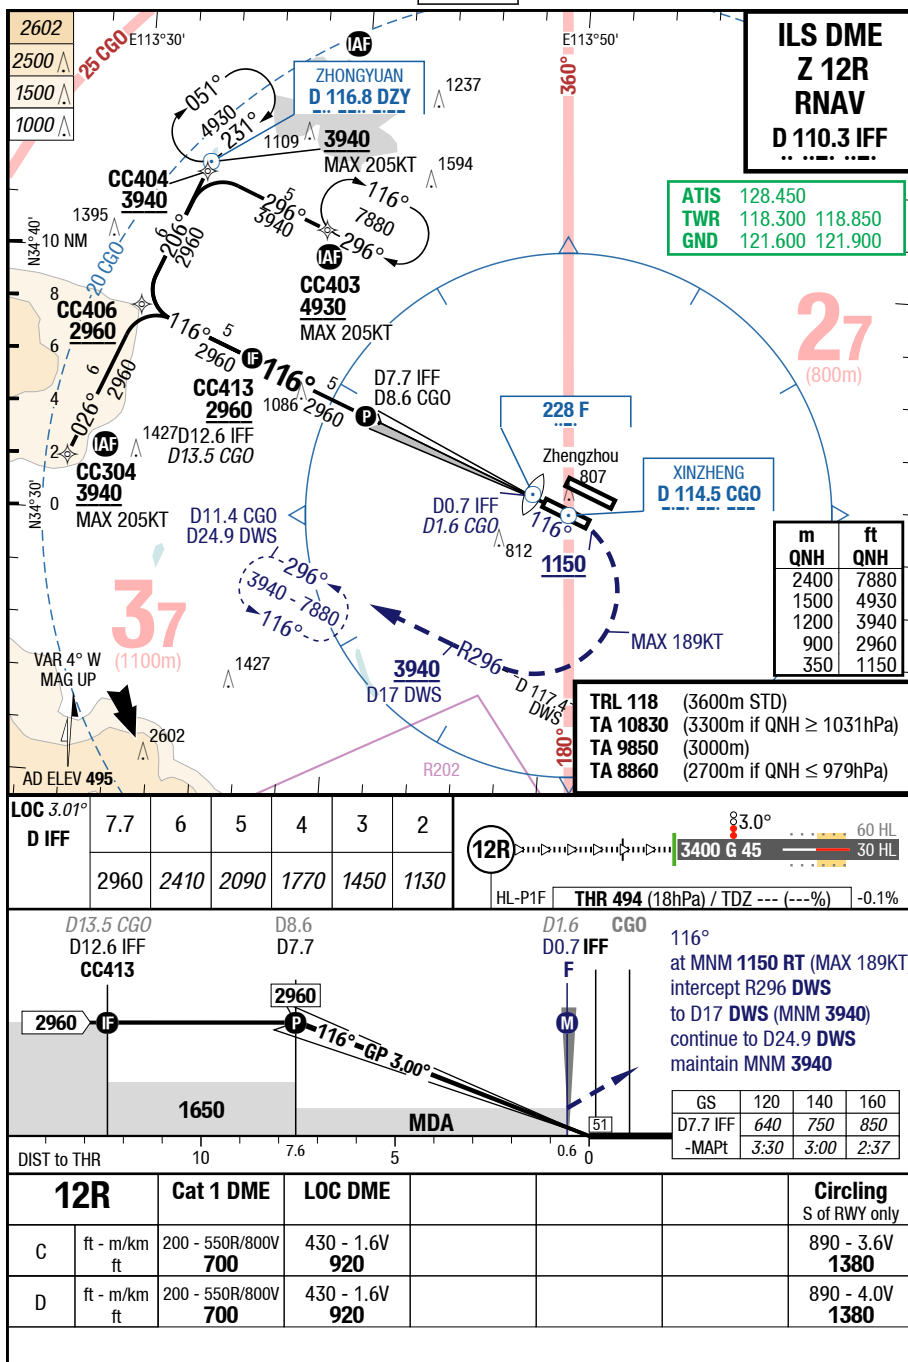 2602
2500
1500
1000
E113°30'
E113°50'
25 CGO
20 CGO
IAF
ZHONGYUAN
D 116.8 DZY
360°
ILS DME
Z 12R
RNAV
D 110.3 IFF
ATIS 128.450
TWR 118.300 118.850
GND 121.600 121.900
051°
4930
231°
1237
1109
3940
MAX 205KT
1594
CC404
3940
1395
N34°40'
10 NM
206°
6
2960
5
296°
3940
116°
7880
296°
IAF
CC403
4930
MAX 205KT
8
CC406
2960
6
116°
5
2960
IF
116°
5
2960
CC413
2960
1086
D12.6 IFF
D13.5 CGO
P
D7.7 IFF
D8.6 CGO
27
(800m)
4
026°
6
2960
IAF
1427
2
CC304
3940
MAX 205KT
N34°30'
0
228 F
Zhengzhou
807
XINZHENG
D 114.5 CGO
D0.7 IFF
D1.6 CGO
116°
812
1150
D11.4 CGO
D24.9 DWS
296°
3940 - 7880
116°
37
(1100m)
MAX 189KT
R296
3940
D17 DWS
D 117.4
DWS
m ft
QNH QNH
2400 7880
1500 4930
1200 3940
900 2960
350 1150
VAR 4° W
MAG UP
1427
2602
AD ELEV 495
R202
180°
TRL 118 (3600m STD)
TA 10830 (3300m if QNH ≥ 1031hPa)
TA 9850 (3000m)
TA 8860 (2700m if QNH ≤ 979hPa)
LOC 3.01°
D IFF
7.7 6 5 4 3 2
2960 2410 2090 1770 1450 1130
12R
3.0°
3400 G 45
60 HL
30 HL
HL-P1F
THR 494 (18hPa) / TDZ --- (---%)
-0.1%
D13.5 CGO
D12.6 IFF
CC413
D8.6
D7.7
D1.6
D0.7 IFF
F
CGO
2960
IF
2960
P
116°
GP 3.00°
M
1650
MDA
51
DIST to THR
10
7.6
5
0.6
0
116°
at MNM 1150 RT (MAX 189KT
intercept R296 DWS
to D17 DWS (MNM 3940)
continue to D24.9 DWS
maintain MNM 3940
GS 120 140 160
D7.7 IFF 640 750 850
-MAPt 3:30 3:00 2:37
12R
Cat 1 DME
LOC DME
Circling
S of RWY only
C
ft - m/km 200 - 550R/800V 430 - 1.6V 890 - 3.6V
ft 700 920 1380
D
ft - m/km 200 - 550R/800V 430 - 1.6V 890 - 4.0V
ft 700 920 1380